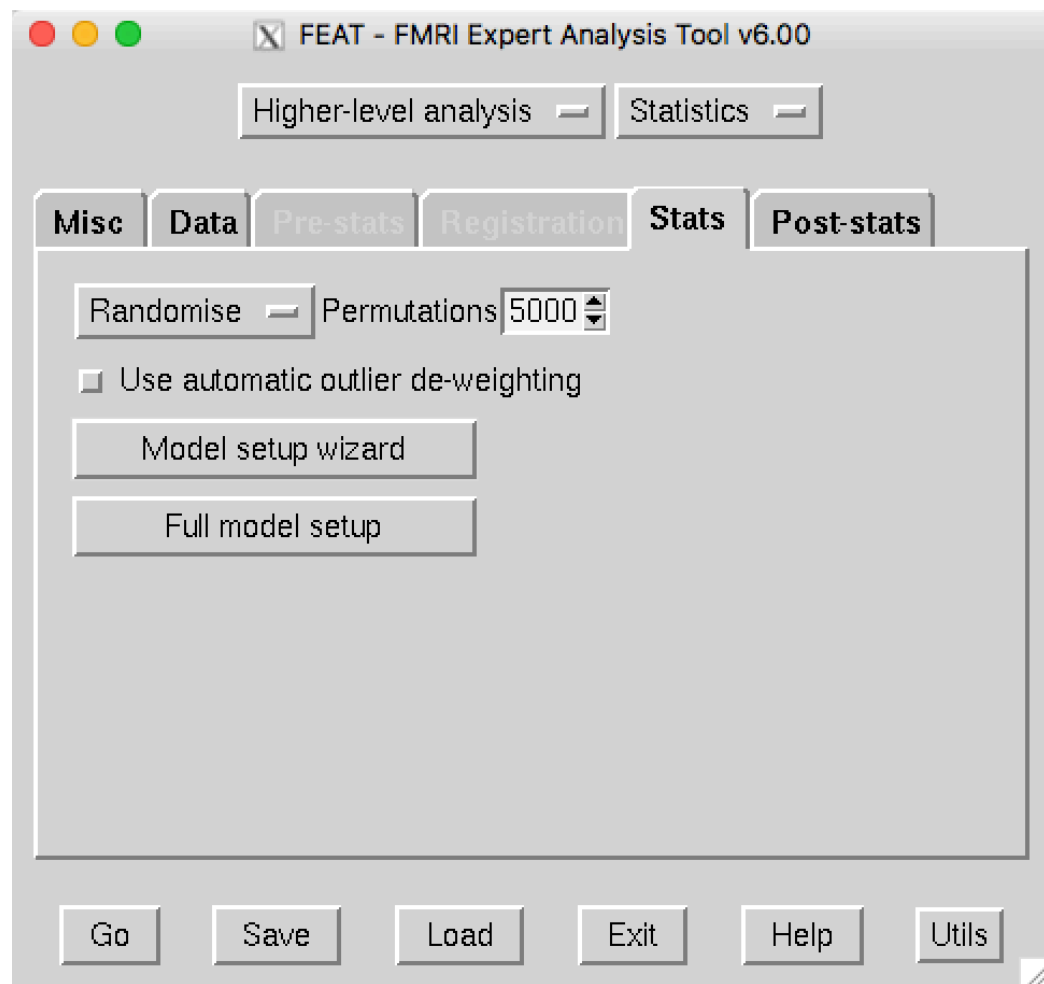 FEAT - FMRI Expert Analysis Tool v6.00
Higher-level analysis Statistics
Misc Data Pre-stats Registration Stats Post-stats
Randomise Permutations 5000
Use automatic outlier de-weighting
Model setup wizard
Full model setup
Go Save Load Exit Help Utils